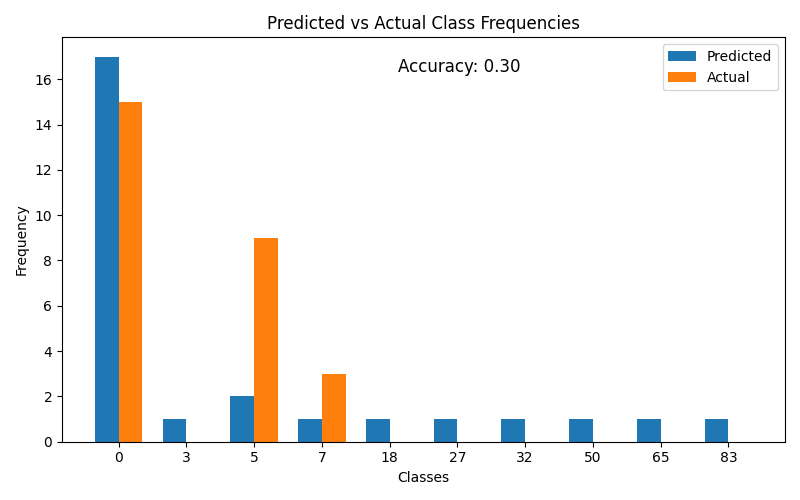 Predicted vs Actual Class Frequencies
Accuracy: 0.30
Predicted
Actual
Frequency
16
14
12
10
8
6
4
2
0
0 3 5 7 18 27 32 50 65 83
Classes